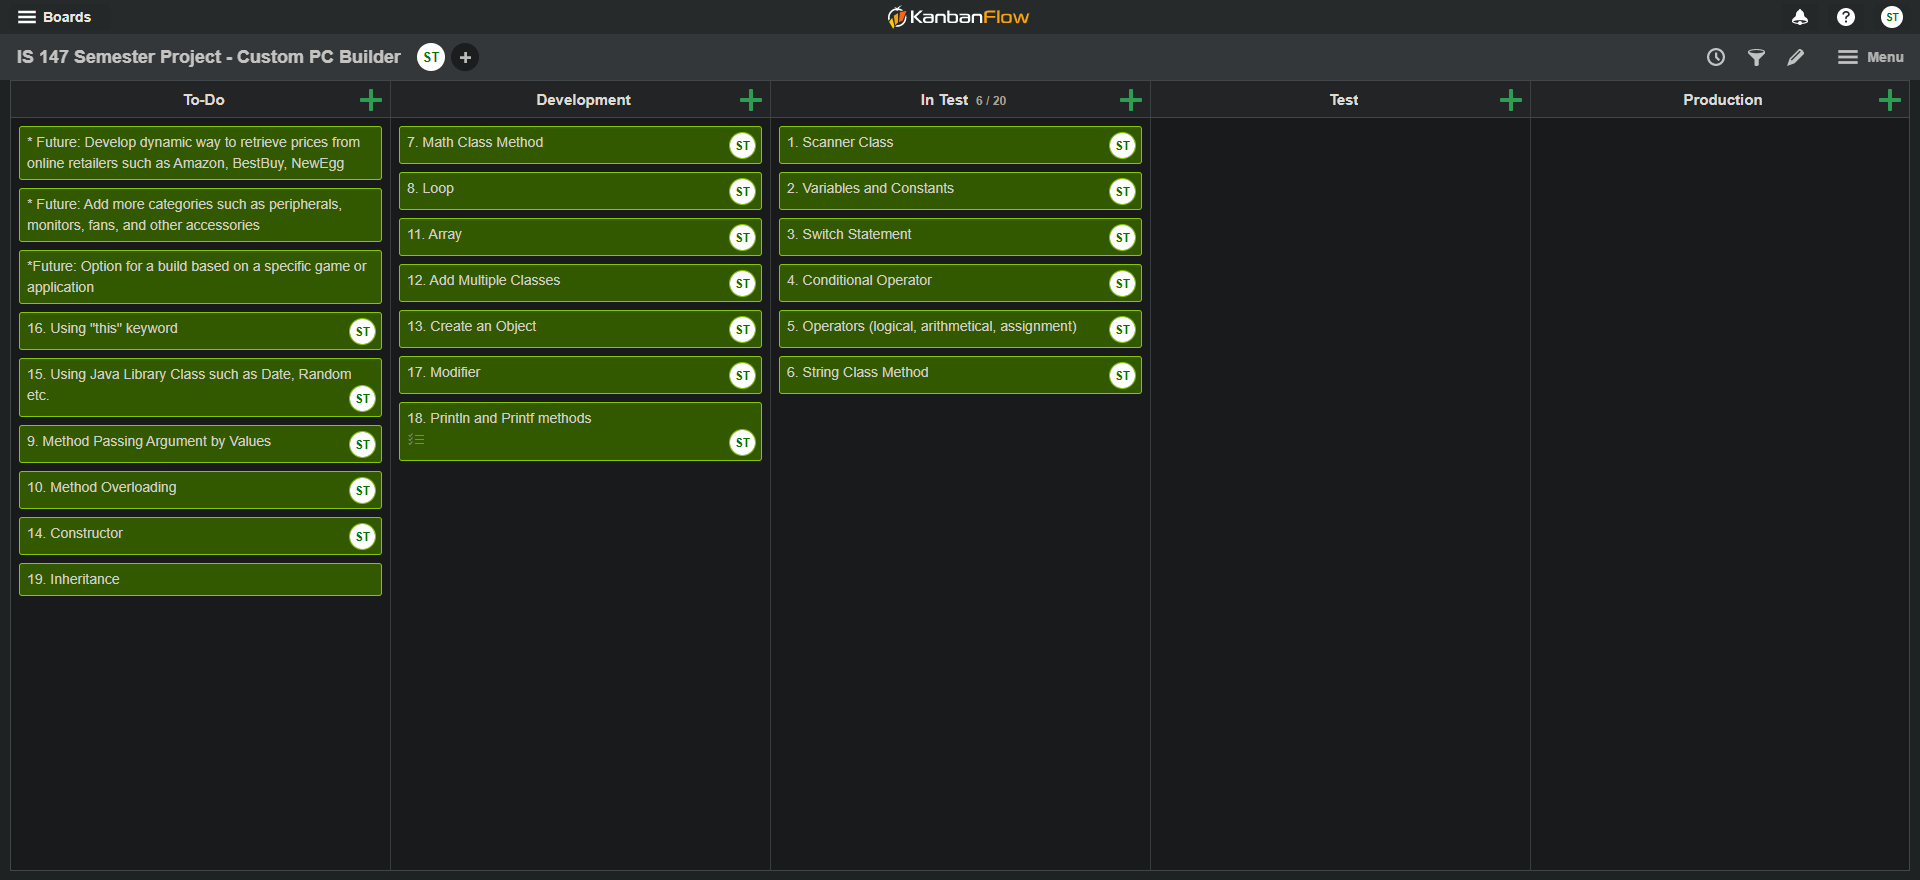 Boards
KanbanFlow
? ST
IS 147 Semester Project - Custom PC Builder ST +
Menu
To-Do
* Future: Develop dynamic way to retrieve prices from
online retailers such as Amazon, BestBuy, NewEgg
* Future: Add more categories such as peripherals,
monitors, fans, and other accessories
*Future: Option for a build based on a specific game or
application
16. Using "this" keyword ST
15. Using Java Library Class such as Date, Random
etc. ST
9. Method Passing Argument by Values ST
10. Method Overloading ST
14. Constructor ST
19. Inheritance
Development
7. Math Class Method ST
8. Loop ST
11. Array ST
12. Add Multiple Classes ST
13. Create an Object ST
17. Modifier ST
18. Println and Printf methods
ST
In Test 6 / 20
1. Scanner Class ST
2. Variables and Constants ST
3. Switch Statement ST
4. Conditional Operator ST
5. Operators (logical, arithmetical, assignment) ST
6. String Class Method ST
Test
Production